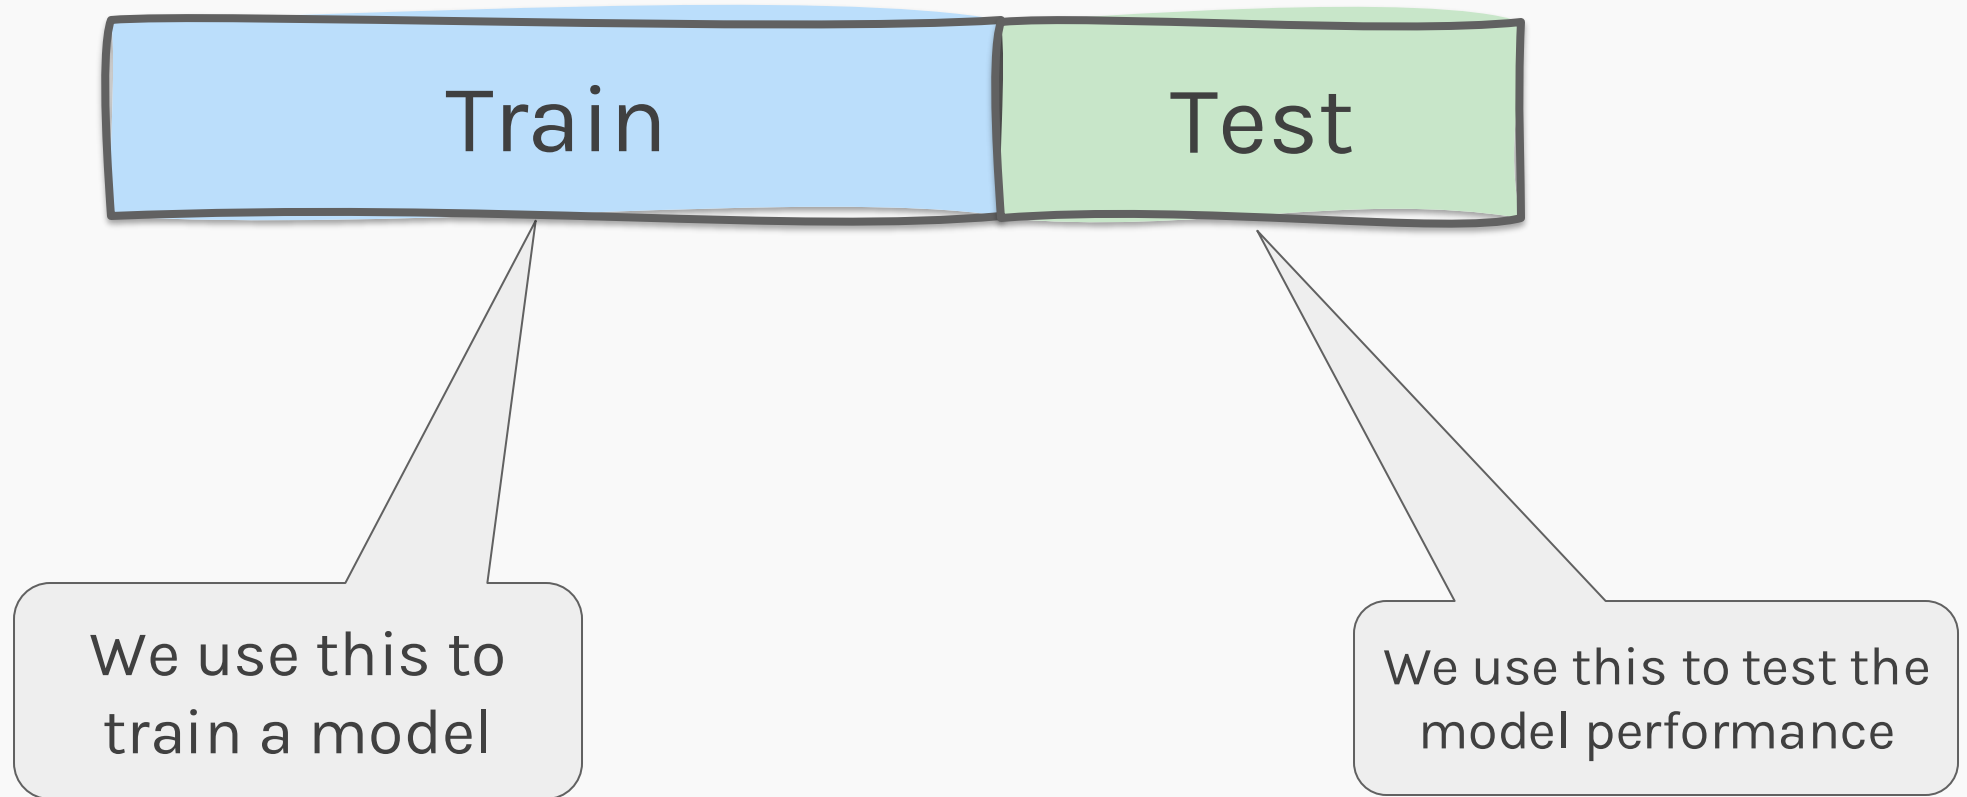 Train
Test
We use this to
train a model
We use this to test the
model performance